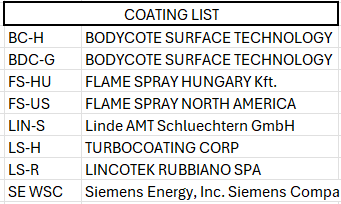 COATING LIST
BC-H BODYCOTE SURFACE TECHNOLOGY
BDC-G BODYCOTE SURFACE TECHNOLOGY
FS-HU FLAME SPRAY HUNGARY Kft.
FS-US FLAME SPRAY NORTH AMERICA
LIN-S Linde AMT Schluechtern GmbH
LS-H TURBOCOATING CORP
LS-R LINCOTEK RUBBIANO SPA
SE WSC Siemens Energy, Inc. Siemens Compa